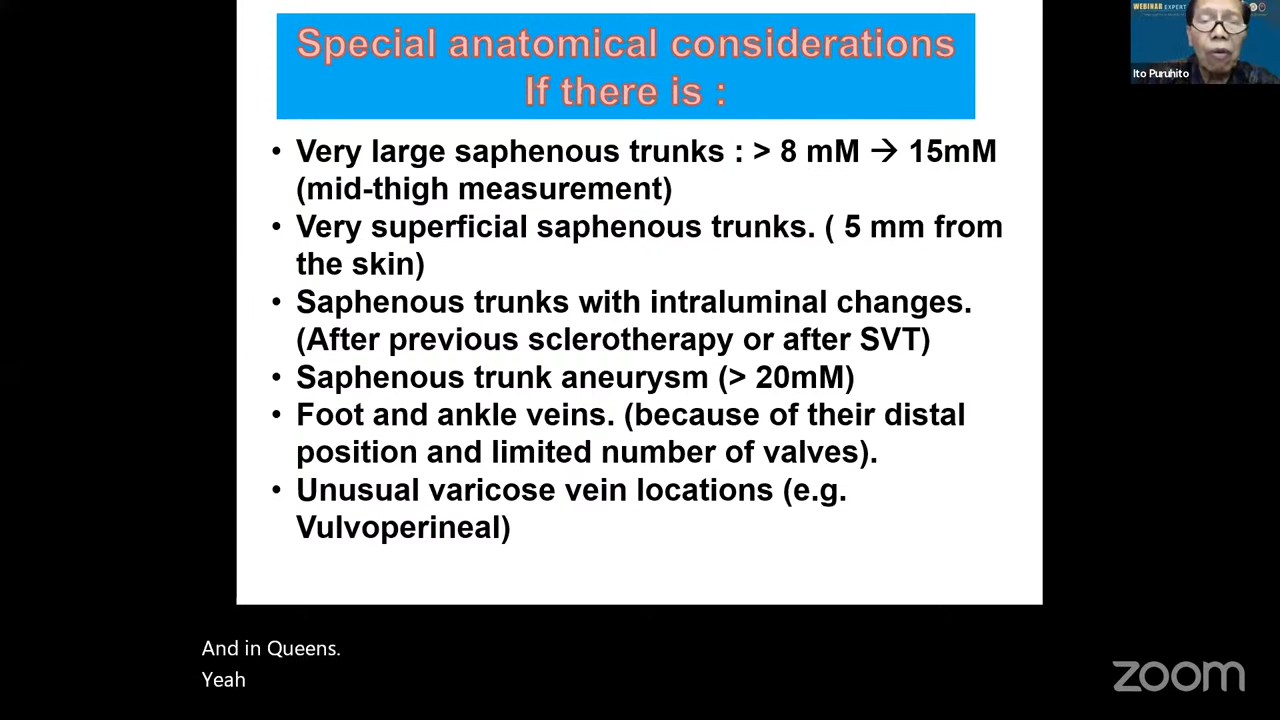 Special anatomical considerations
If there is :
• Very large saphenous trunks : > 8 mM → 15mM
(mid-thigh measurement)
• Very superficial saphenous trunks. ( 5 mm from
the skin)
• Saphenous trunks with intraluminal changes.
(After previous sclerotherapy or after SVT)
• Saphenous trunk aneurysm (> 20mM)
• Foot and ankle veins. (because of their distal
position and limited number of valves).
• Unusual varicose vein locations (e.g.
Vulvoperineal)
WEBINAR EXPERT
Ito Puruhito
And in Queens.
Yeah
zoom